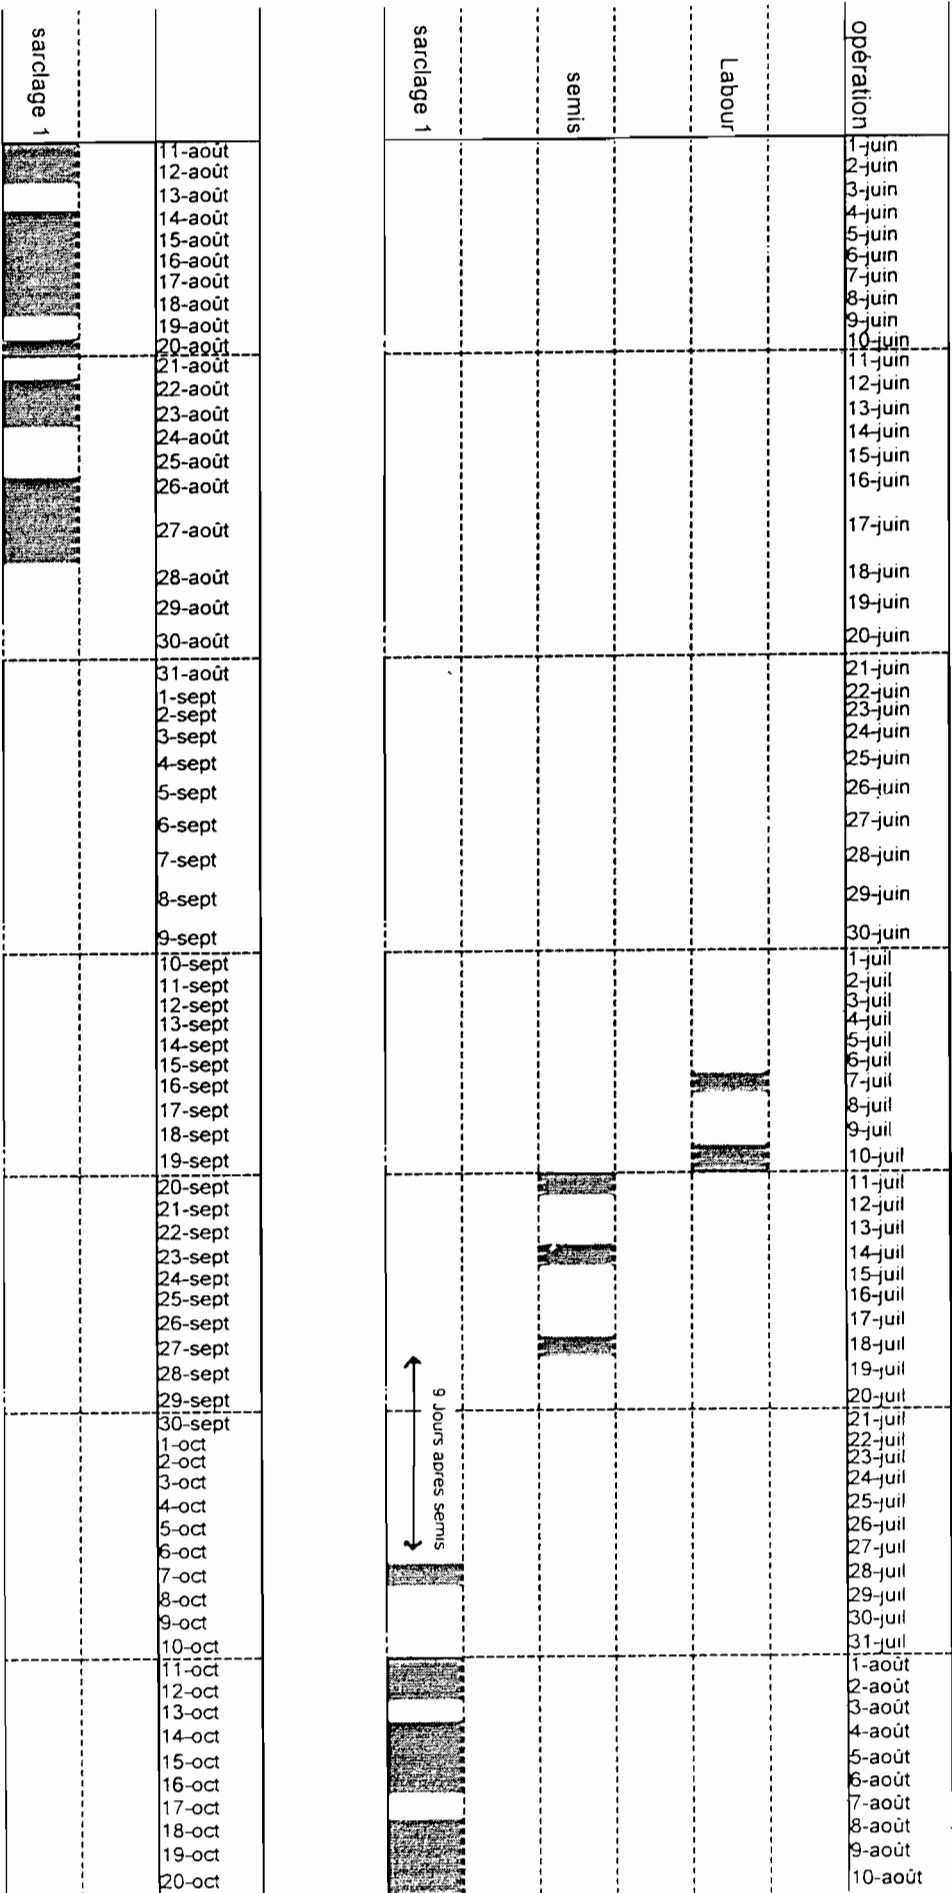 opération
1-juin
2-juin
3-juin
4-juin
5-juin
6-juin
7-juin
8-juin
9-juin
10-juin
11-juin
12-juin
13-juin
14-juin
15-juin
16-juin
17-juin
18-juin
19-juin
20-juin
21-juin
22-juin
23-juin
24-juin
25-juin
26-juin
27-juin
28-juin
29-juin
30-juin
1-juil
2-juil
3-juil
4-juil
5-juil
6-juil
7-juil
8-juil
9-juil
10-juil
11-juil
12-juil
13-juil
14-juil
15-juil
16-juil
17-juil
18-juil
19-juil
20-juil
21-juil
22-juil
23-juil
24-juil
25-juil
26-juil
27-juil
28-juil
29-juil
30-juil
31-juil
1-août
2-août
3-août
4-août
5-août
6-août
7-août
8-août
9-août
10-août
Labour
semis
sarclage 1
9 Jours apres semis
11-août
12-août
13-août
14-août
15-août
16-août
17-août
18-août
19-août
20-août
21-août
22-août
23-août
24-août
25-août
26-août
27-août
28-août
29-août
30-août
31-août
1-sept
2-sept
3-sept
4-sept
5-sept
6-sept
7-sept
8-sept
9-sept
10-sept
11-sept
12-sept
13-sept
14-sept
15-sept
16-sept
17-sept
18-sept
19-sept
20-sept
21-sept
22-sept
23-sept
24-sept
25-sept
26-sept
27-sept
28-sept
29-sept
30-sept
1-oct
2-oct
3-oct
4-oct
5-oct
6-oct
7-oct
8-oct
9-oct
10-oct
11-oct
12-oct
13-oct
14-oct
15-oct
16-oct
17-oct
18-oct
19-oct
20-oct
sarclage 1